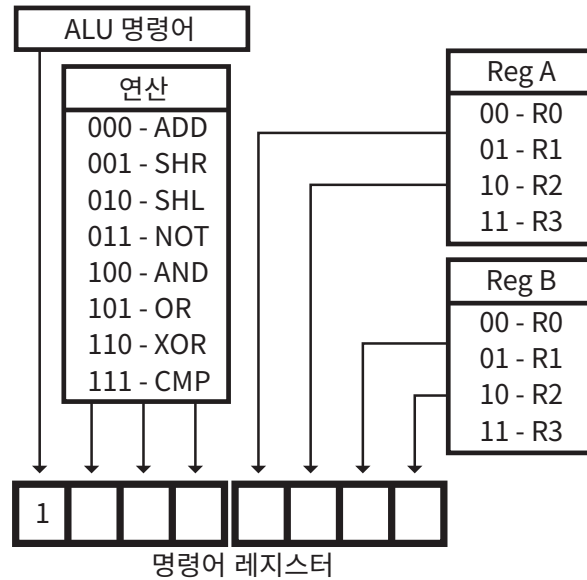 ALU 명령어
연산
000 - ADD
001 - SHR
010 - SHL
011 - NOT
100 - AND
101 - OR
110 - XOR
111 - CMP
Reg A
00 - R0
01 - R1
10 - R2
11 - R3
Reg B
00 - R0
01 - R1
10 - R2
11 - R3
1
명령어 레지스터